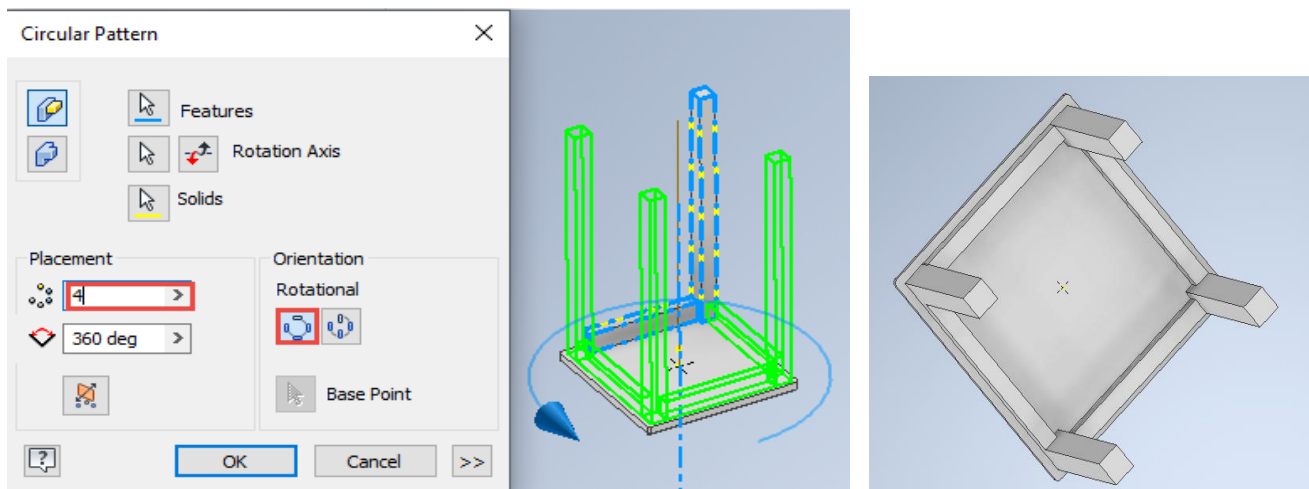 Circular Pattern
Features
Rotation Axis
Solids
Placement
4
360 deg
Orientation
Rotational
Base Point
OK
Cancel
>>